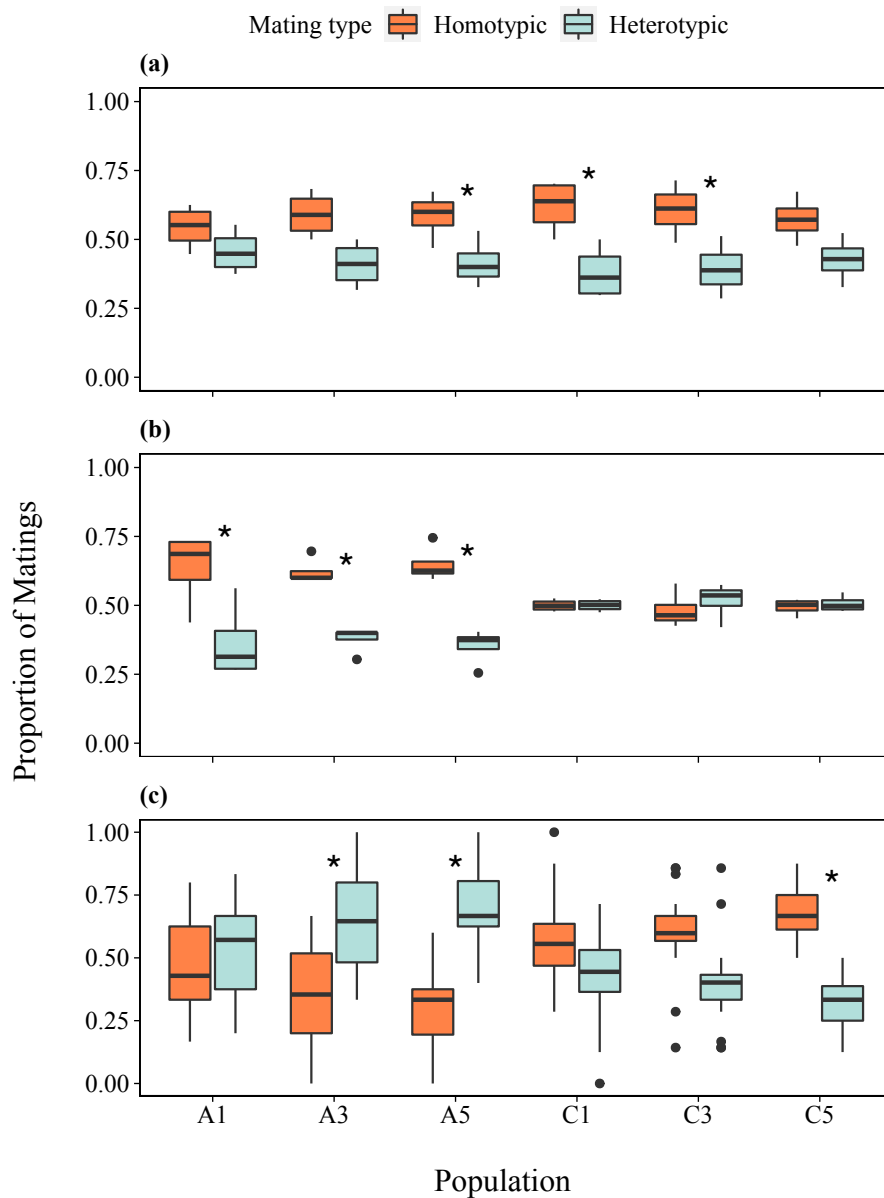 Mating type Homotypic Heterotypic
(a)
1.00
0.75
0.50
0.25
0.00
* * *
(b)
1.00
0.75
0.50
0.25
0.00
* * *
(c)
1.00
0.75
0.50
0.25
0.00
* * *
A1 A3 A5 C1 C3 C5
Population
Proportion of Matings